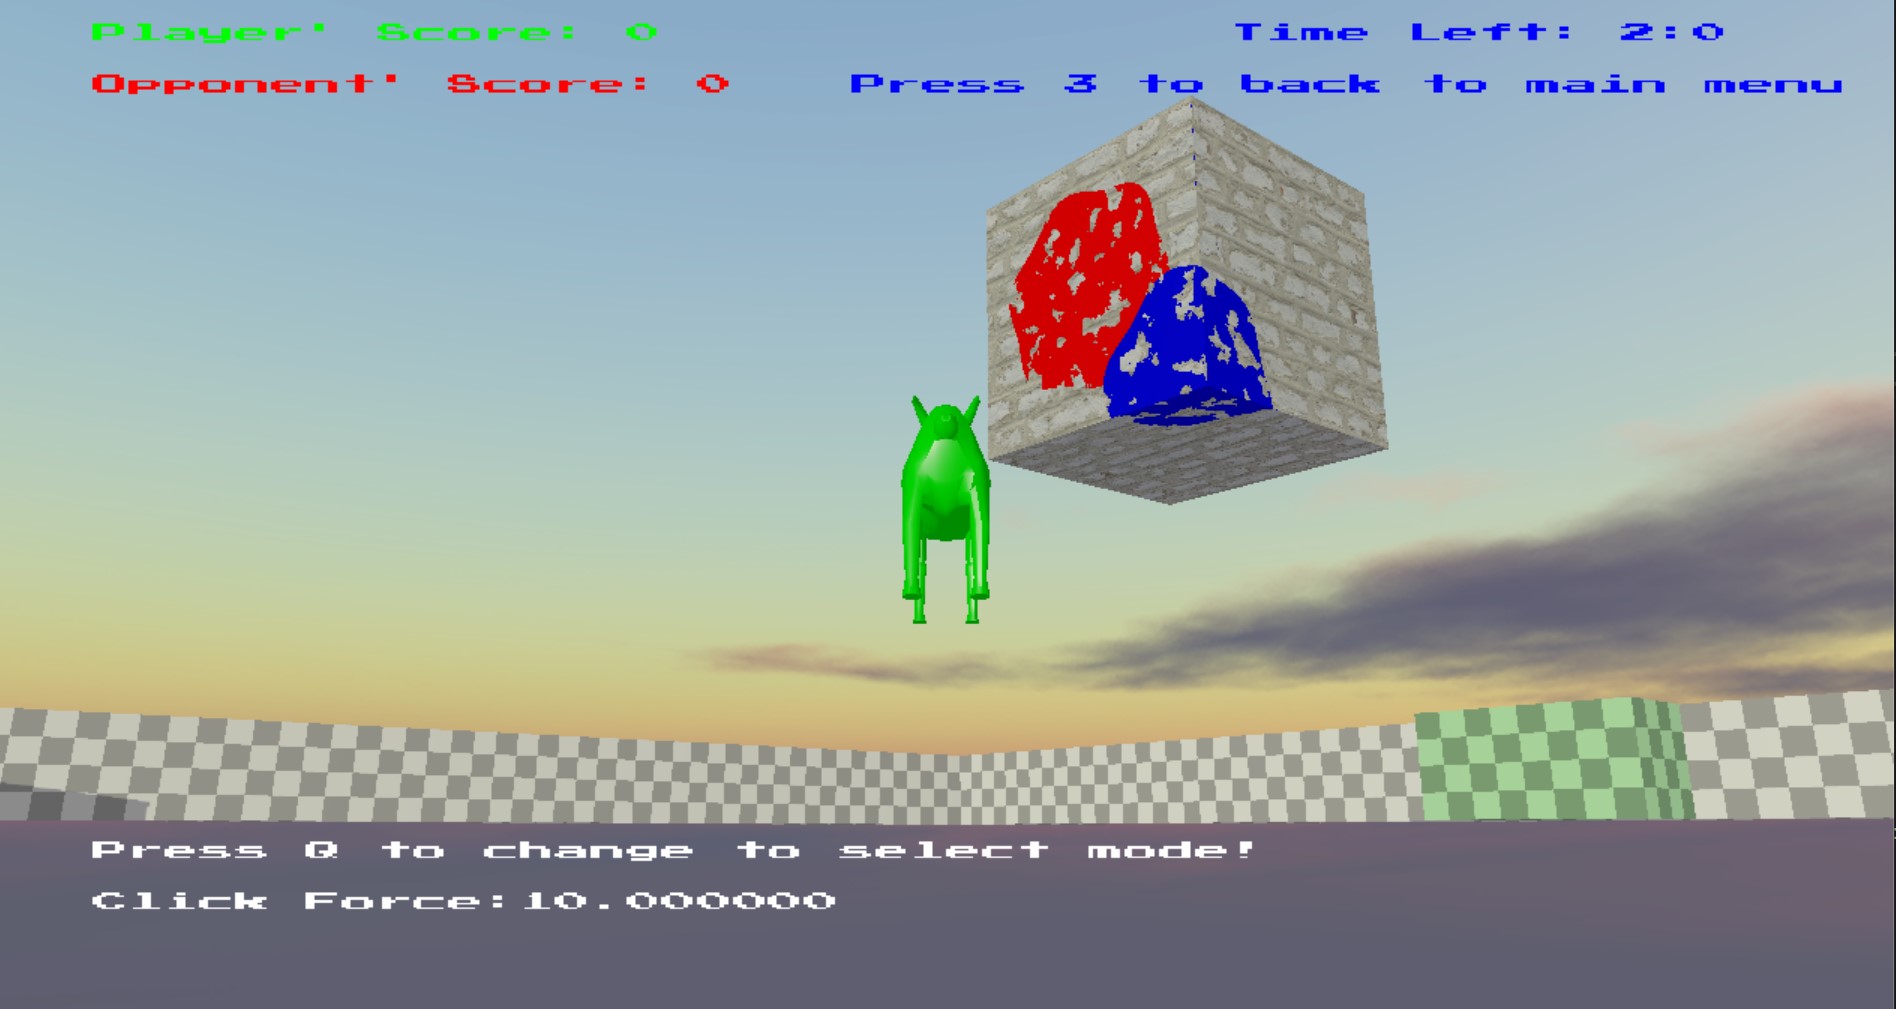 Player' Score: 0
Time Left: 2:0
Opponent' Score: 0
Press 3 to back to main menu
Press Q to change to select mode!
Click Force:10.000000